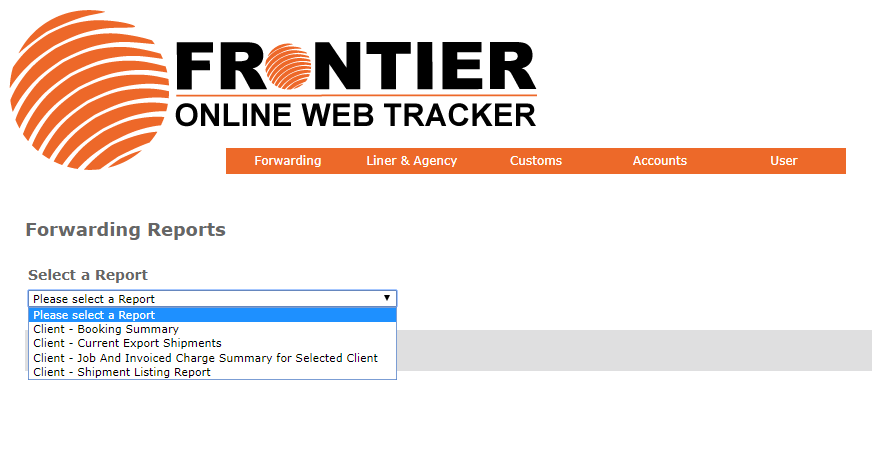 FRONTIER
ONLINE WEB TRACKER
Forwarding Liner & Agency Customs Accounts User
Forwarding Reports
Select a Report
Please select a Report
Please select a Report
Client - Booking Summary
Client - Current Export Shipments
Client - Job And Invoiced Charge Summary for Selected Client
Client - Shipment Listing Report